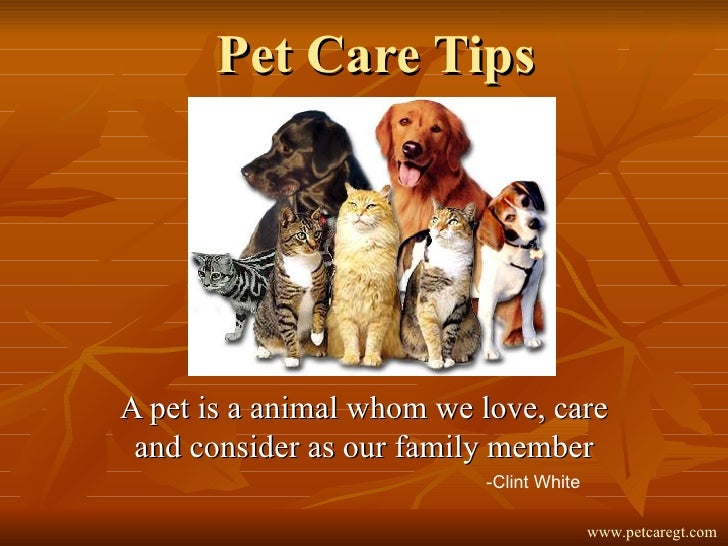 Pet Care Tips
A pet is a animal whom we love, care
and consider as our family member
-Clint White
www.petcaregt.com